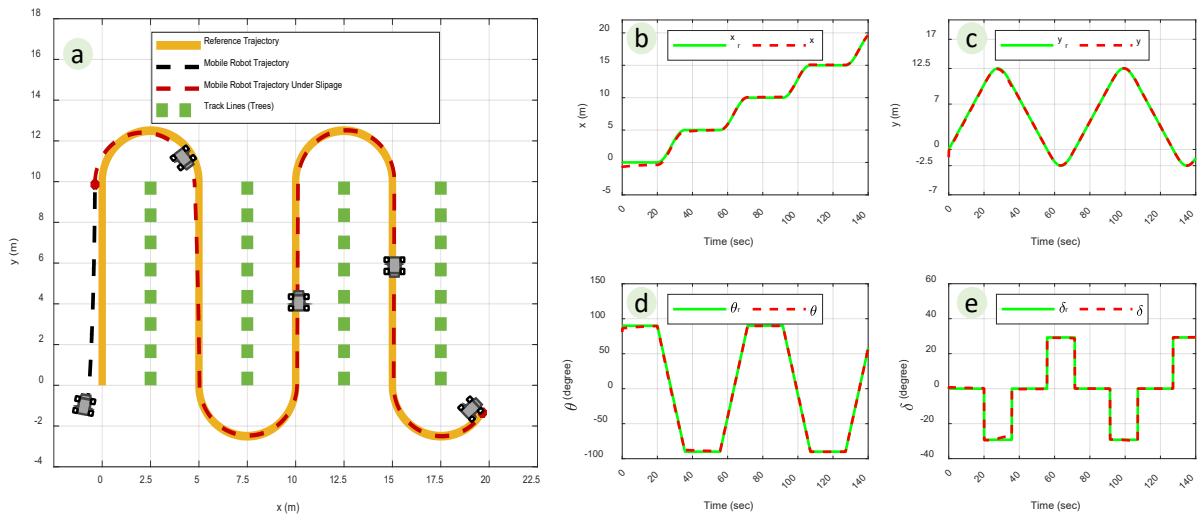 a
18
16
14
12
10
8
6
4
2
0
-2
-4
y (m)
Reference Trajectory
Mobile Robot Trajectory
Mobile Robot Trajectory Under Slipage
Track Lines (Trees)
0 2.5 5 7.5 10 12.5 15 17.5 20 22.5
x (m)
b
x r x
20
15
10
5
0
-5
x (m)
0 20 40 60 80 100 120 140
Time (sec)
c
y r y
17
12.5
7
0
-2.5
-7
y (m)
0 20 40 60 80 100 120 140
Time (sec)
d
θr θ
150
100
50
0
-50
-100
θ (degree)
0 20 40 60 80 100 120 140
Time (sec)
e
δr δ
60
40
20
0
-20
-40
δ (degree)
0 20 40 60 80 100 120 140
Time (sec)